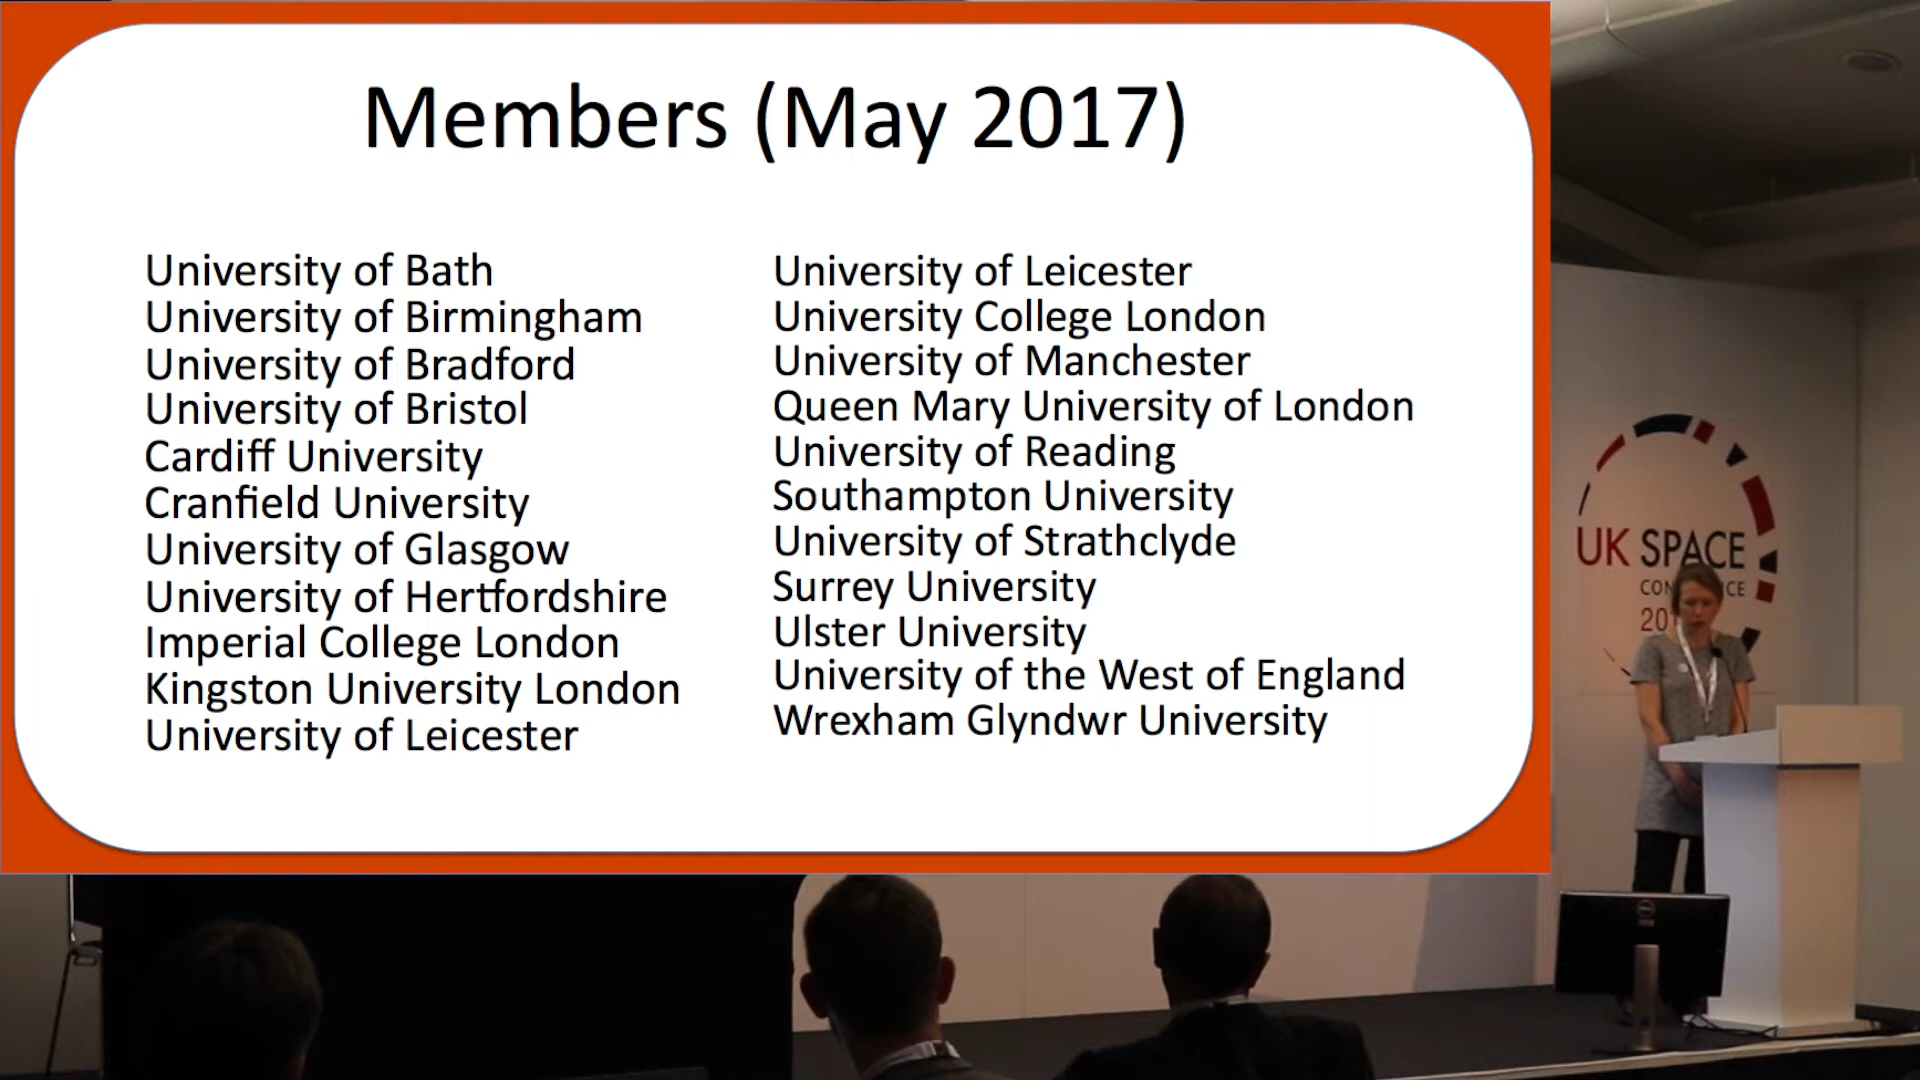 Members (May 2017)
University of Bath
University of Birmingham
University of Bradford
University of Bristol
Cardiff University
Cranfield University
University of Glasgow
University of Hertfordshire
Imperial College London
Kingston University London
University of Leicester
University of Leicester
University College London
University of Manchester
Queen Mary University of London
University of Reading
Southampton University
University of Strathclyde
Surrey University
Ulster University
University of the West of England
Wrexham Glyndwr University
UK SPACE
DELL